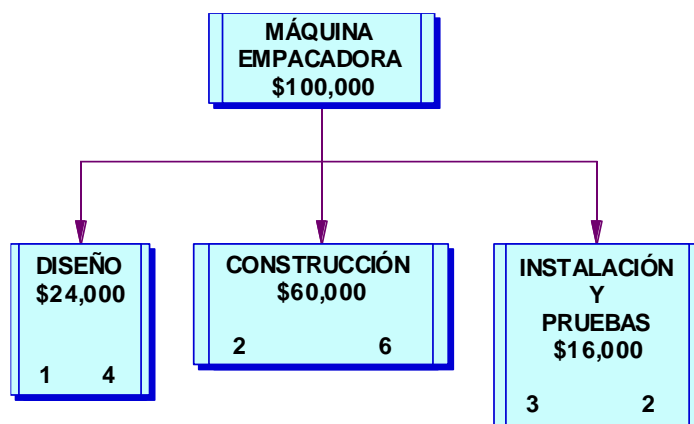 MÁQUINA
EMPACADORA
$100,000
DISEÑO
$24,000
1 4
CONSTRUCCIÓN
$60,000
2 6
INSTALACIÓN
Y
PRUEBAS
$16,000
3 2